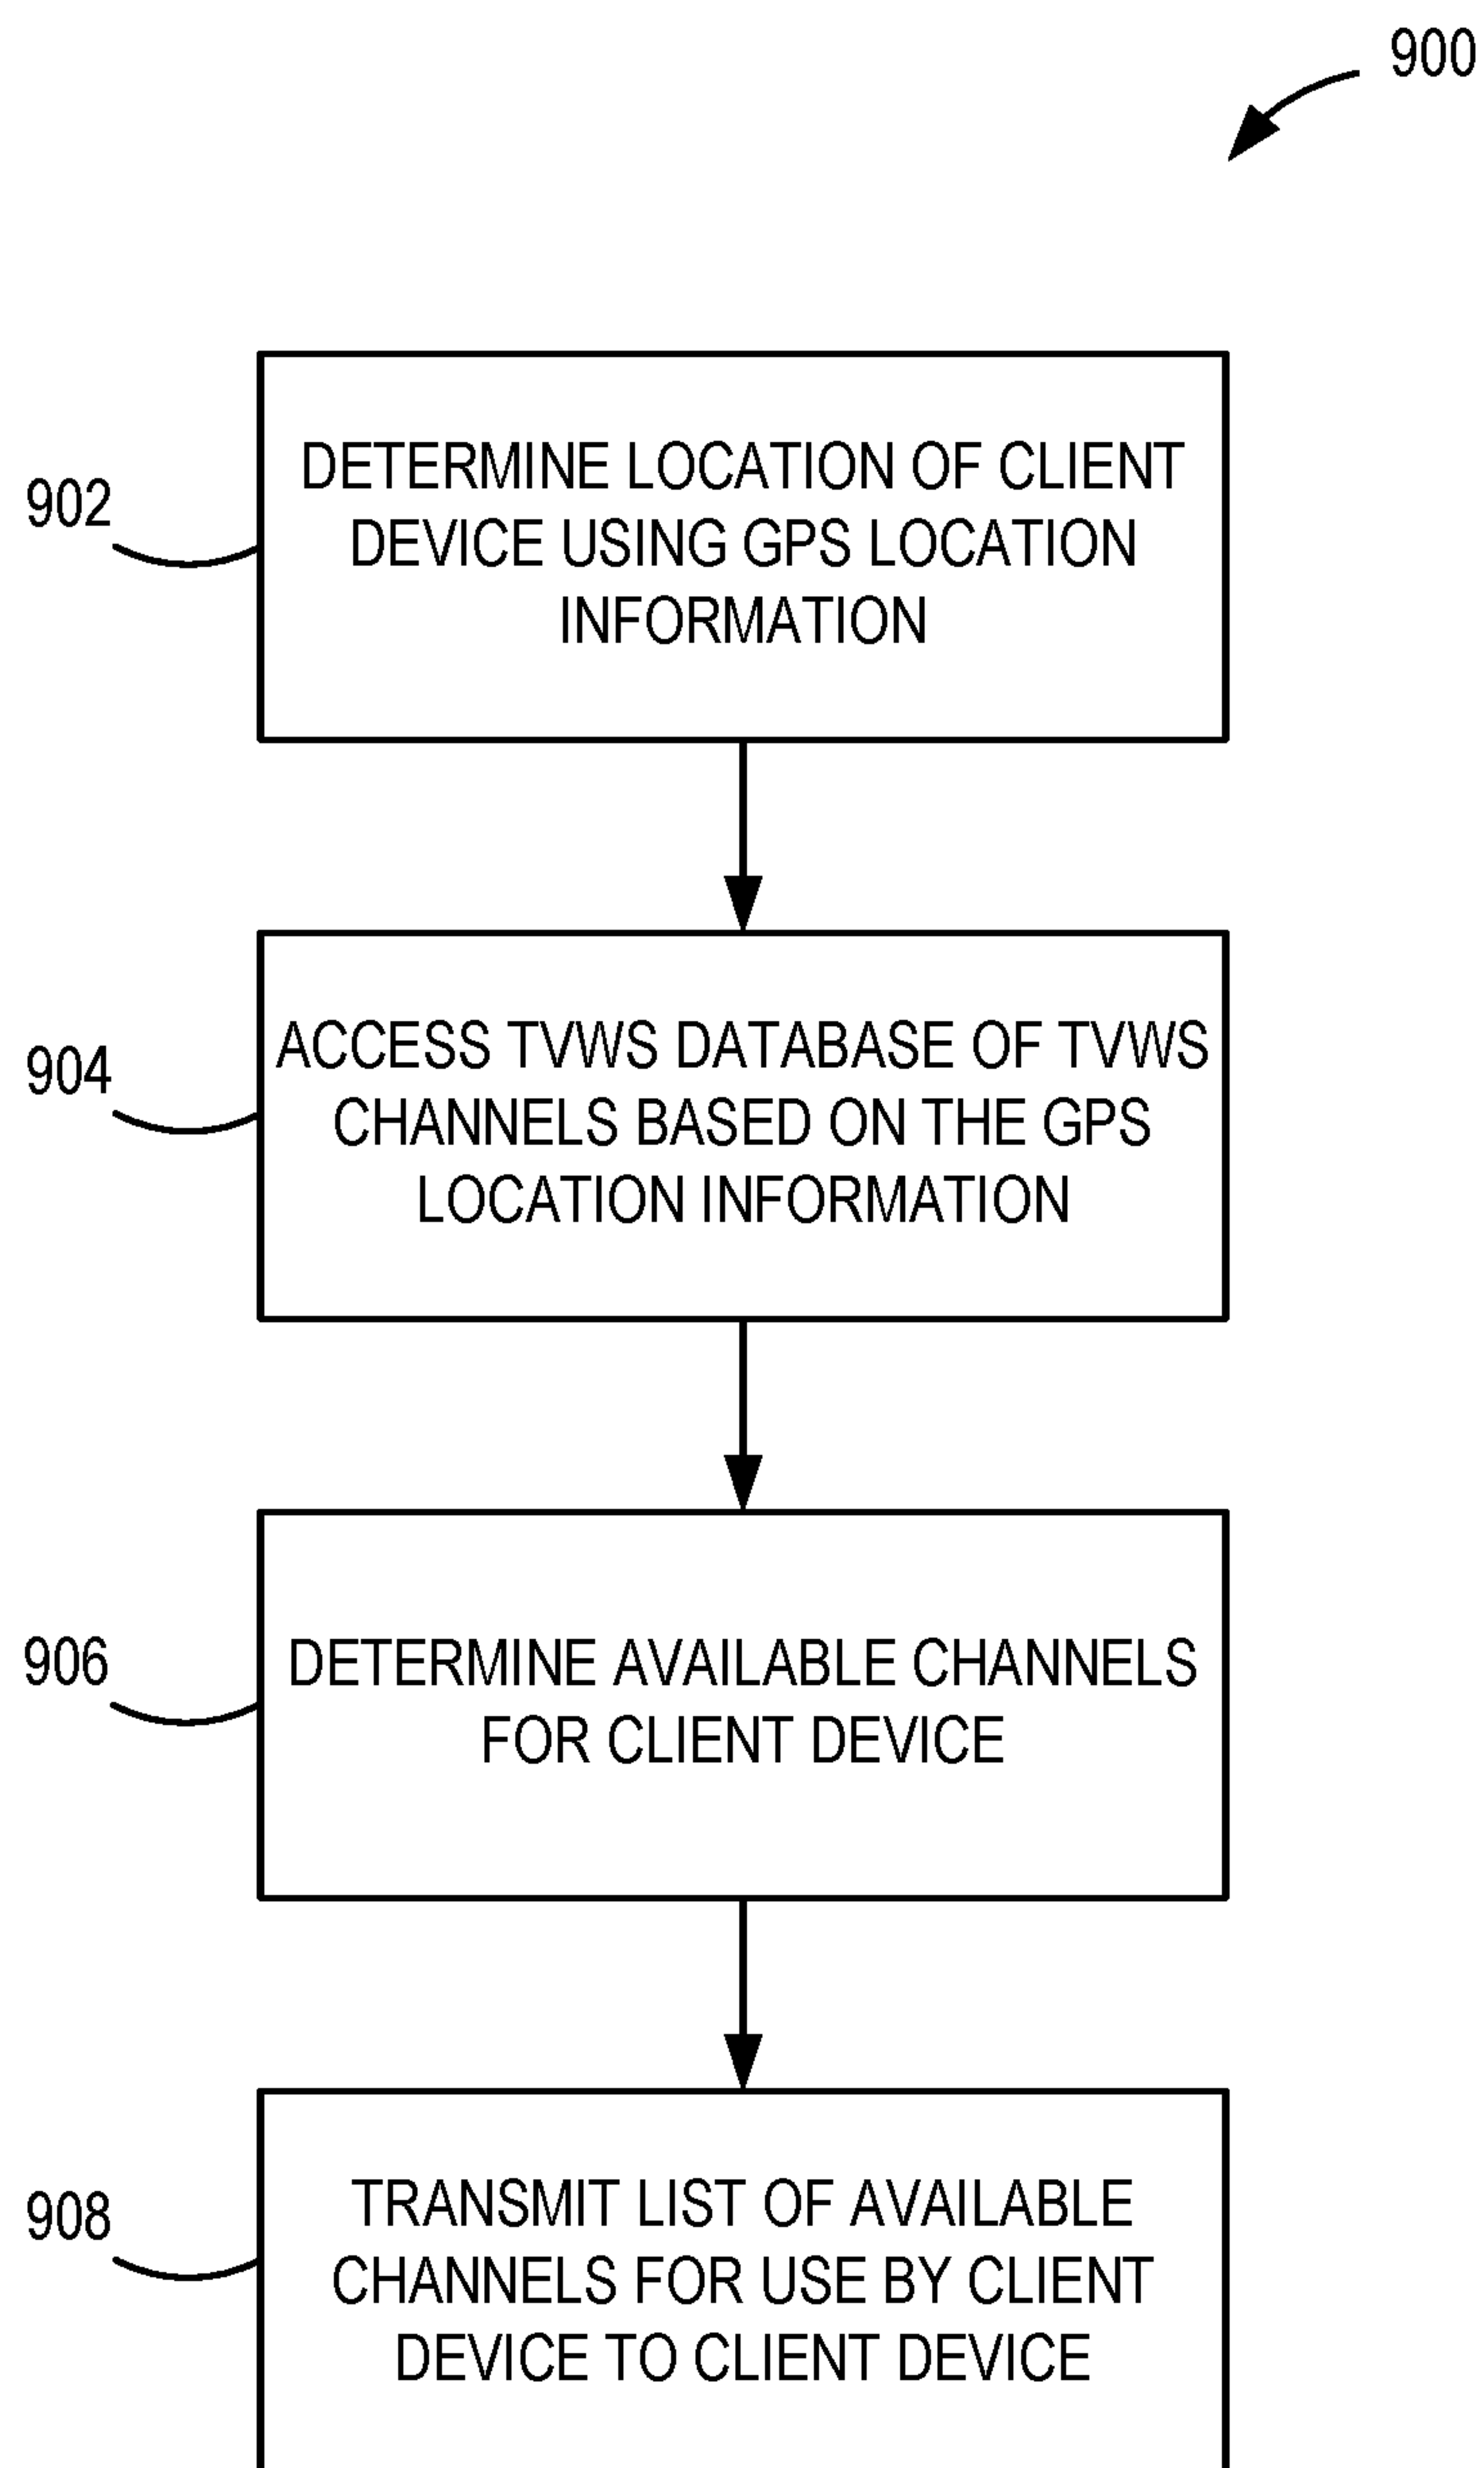 900
902
DETERMINE LOCATION OF CLIENT
DEVICE USING GPS LOCATION
INFORMATION
904
ACCESS TVWS DATABASE OF TVWS
CHANNELS BASED ON THE GPS
LOCATION INFORMATION
906
DETERMINE AVAILABLE CHANNELS
FOR CLIENT DEVICE
908
TRANSMIT LIST OF AVAILABLE
CHANNELS FOR USE BY CLIENT
DEVICE TO CLIENT DEVICE